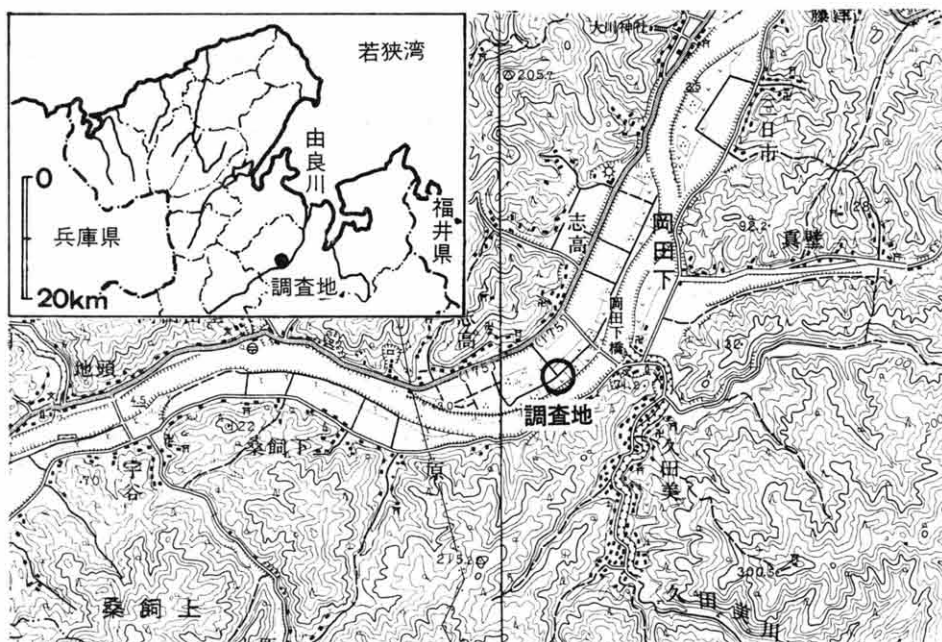 若狭湾
由良川
福井県
兵庫県
調査地
0
20km
大川神社
三日市
志高
岡田下
真壁
岡田下橋
地頭
高
調査地
桑飼下
原
宇谷
久田美
桑飼上
久田美川